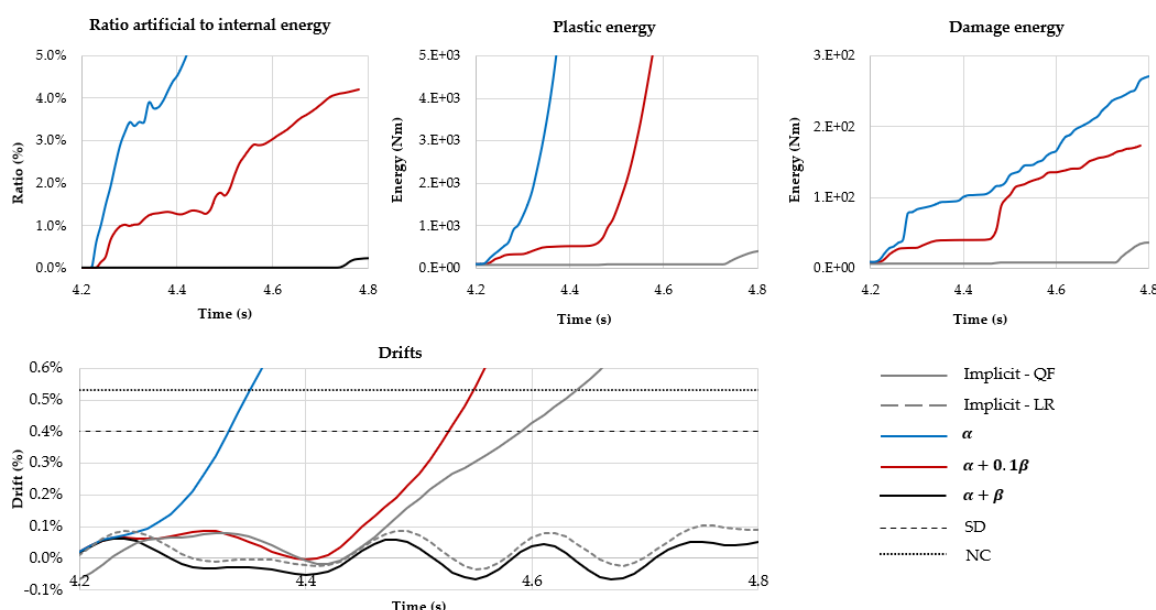 Ratio artificial to internal energy
5.0%
4.0%
3.0%
2.0%
1.0%
0.0%
Ratio (%)
4.2
4.4
4.6
4.8
Time (s)
Plastic energy
5.E+03
4.E+03
3.E+03
2.E+03
1.E+03
0.E+00
Energy (Nm)
4.2
4.4
4.6
4.8
Time (s)
Damage energy
3.E+02
2.E+02
1.E+02
0.E+00
Energy (Nm)
4.2
4.4
4.6
4.8
Time (s)
Drifts
0.6%
0.5%
0.4%
0.3%
0.2%
0.1%
0.0%
-0.1%
Drift (%)
4.2
4.4
4.6
4.8
Time (s)
Implicit - QF
Implicit - LR
α
α + 0.1β
α + β
SD
NC